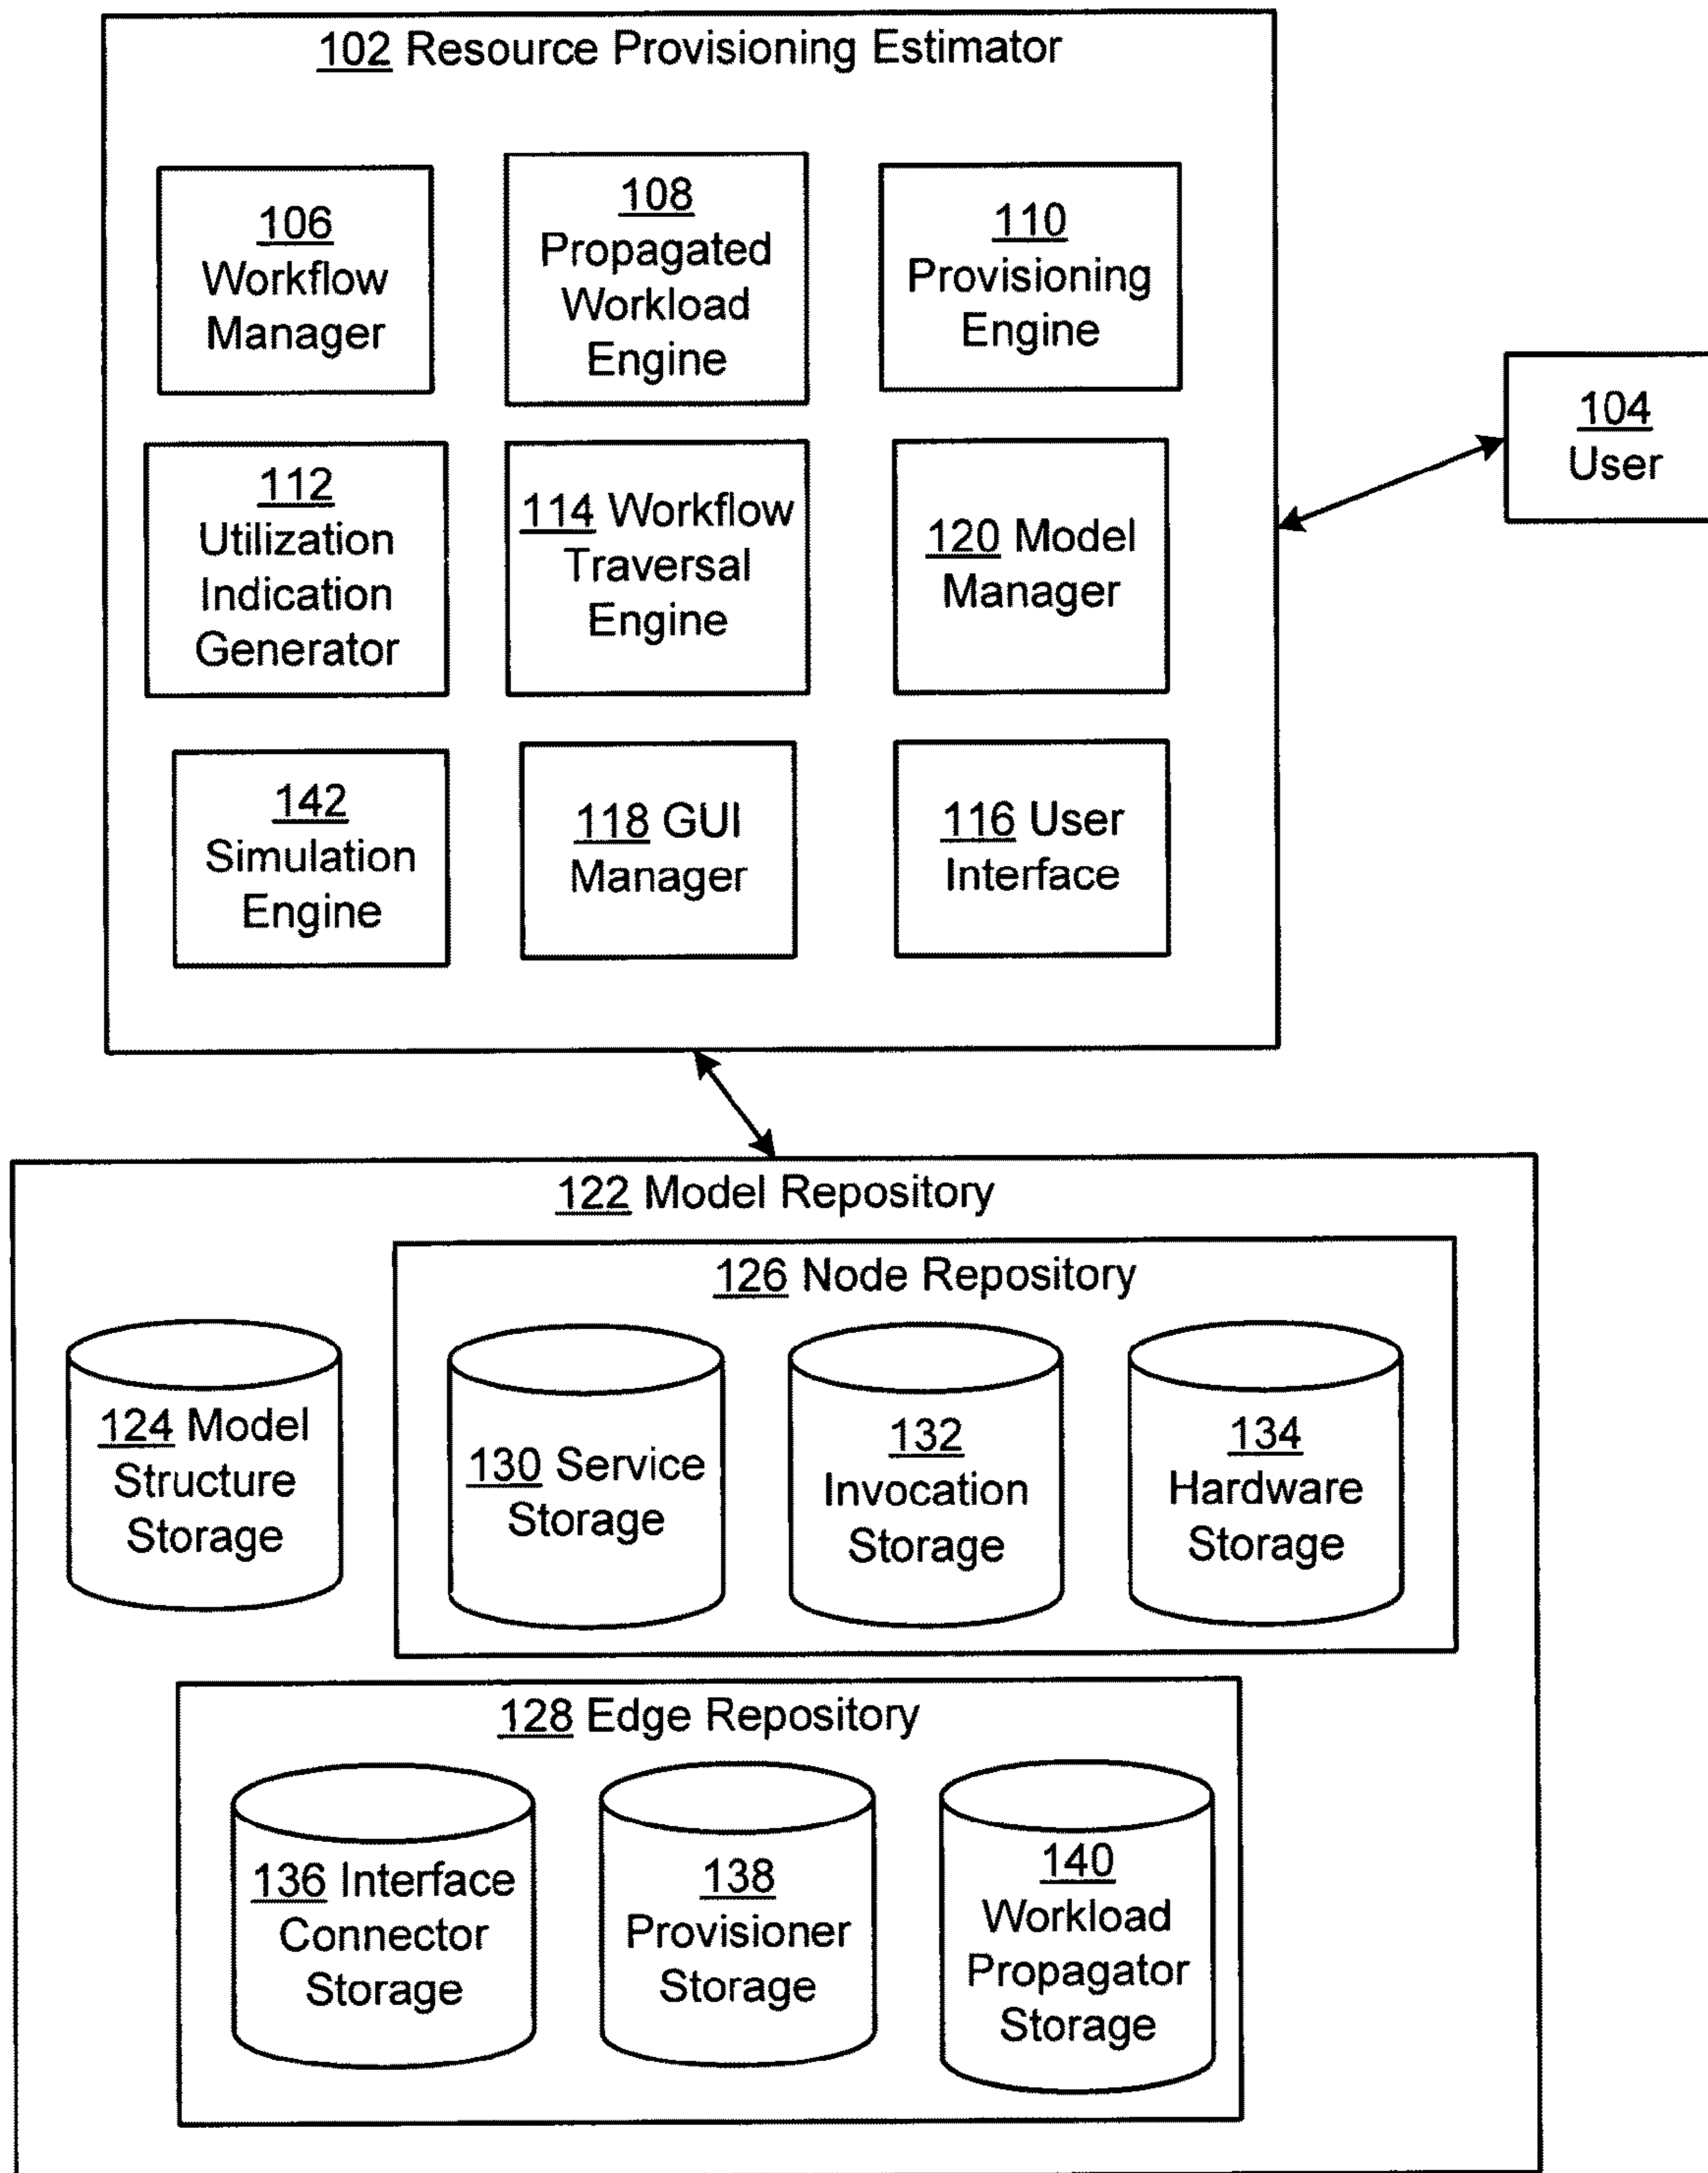 102 Resource Provisioning Estimator
106
Workflow
Manager
108
Propagated
Workload
Engine
110
Provisioning
Engine
104
User
112
Utilization
Indication
Generator
114 Workflow
Traversal
Engine
120 Model
Manager
142
Simulation
Engine
118 GUI
Manager
116 User
Interface
122 Model Repository
126 Node Repository
124 Model
Structure
Storage
130 Service
Storage
132
Invocation
Storage
134
Hardware
Storage
128 Edge Repository
136 Interface
Connector
Storage
138
Provisioner
Storage
140
Workload
Propagator
Storage